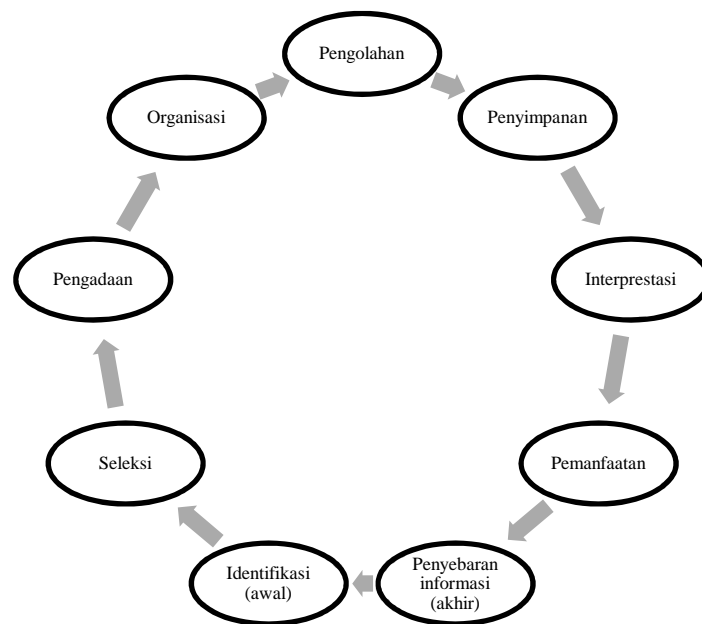 Pengolahan
Penyimpanan
Interprestasi
Pemanfaatan
Penyebaran
informasi
(akhir)
Identifikasi
(awal)
Seleksi
Pengadaan
Organisasi